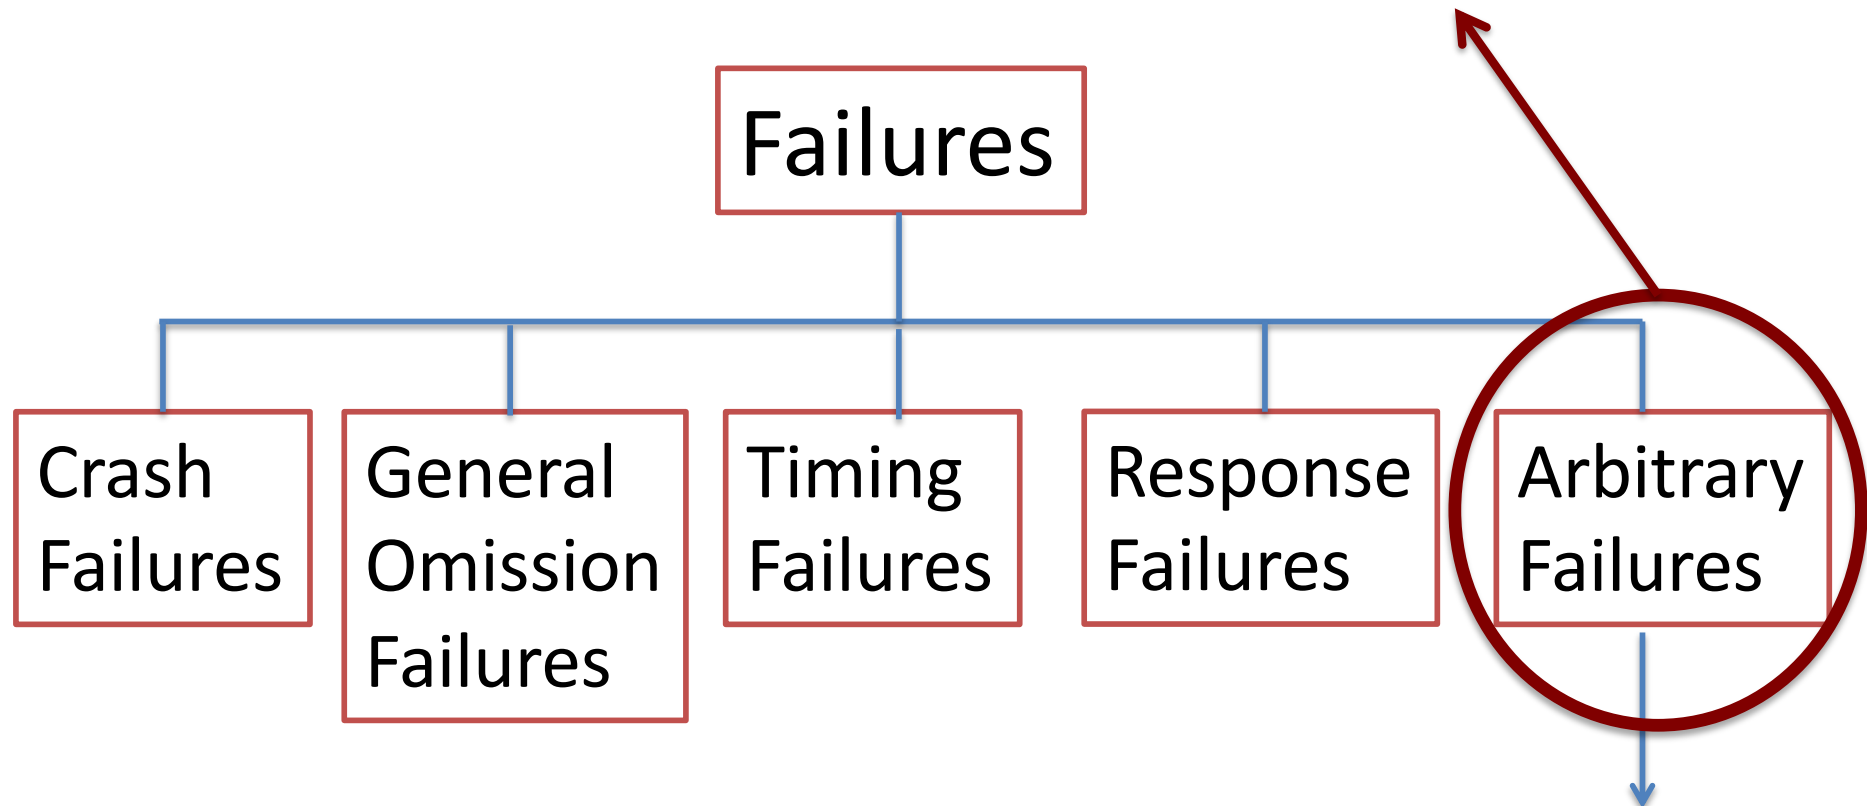 Failures
Crash
Failures
General
Omission
Failures
Timing
Failures
Response
Failures
Arbitrary
Failures